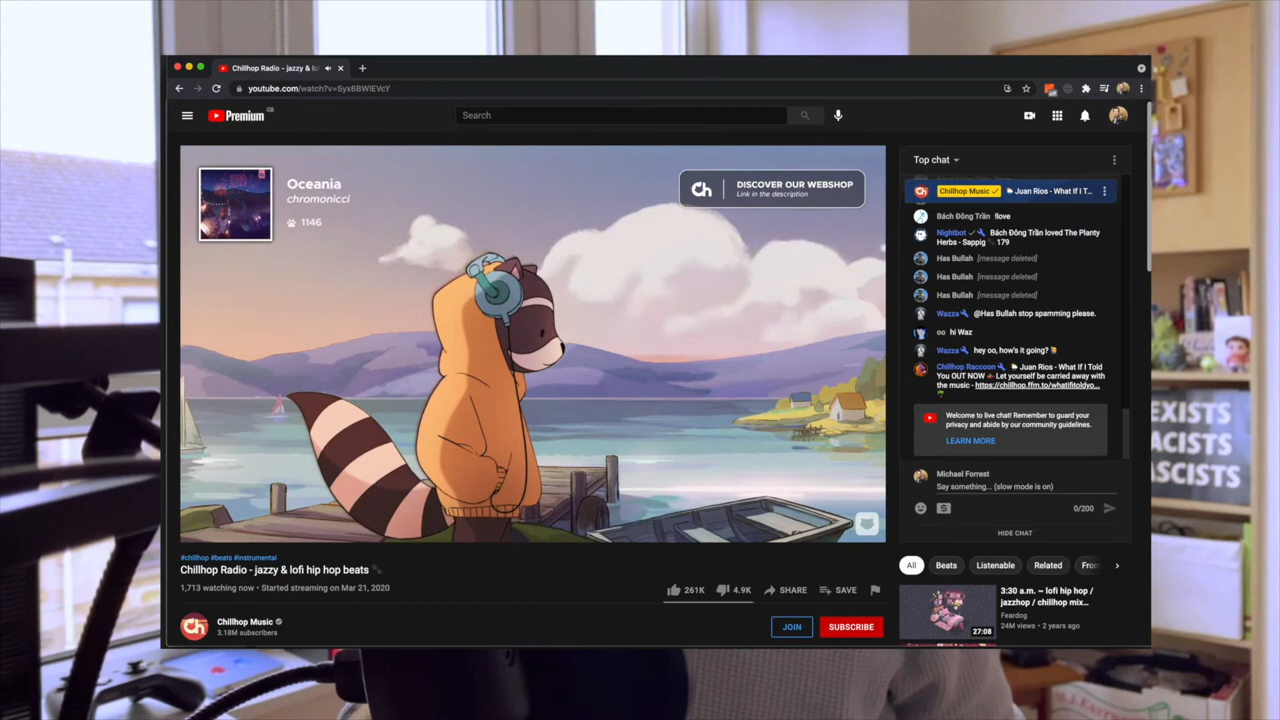 Chillhop Radio - jazzy & lo
youtube.com/watch?v=5yx6BWlEVcY
off
Premium GB
Search
Oceania
chromonicci
1146
Ch
DISCOVER OUR WEBSHOP
Link in the description
Top chat
Chillhop Music Juan Rios - What If I T...
Bách Đông Trần !love
Nightbot Bách Đông Trần loved The Planty
Herbs - Sappig 179
Has Bullah [message deleted]
Has Bullah [message deleted]
Has Bullah [message deleted]
Wazza @Has Bullah stop spamming please.
oo hi Waz
Wazza hey oo, how's it going?
Chillhop Raccoon Juan Rios - What If I Told
You OUT NOW Let yourself be carried away with
the music - https://chillhop.ffm.to/whatifitoldyo...
Welcome to live chat! Remember to guard your
privacy and abide by our community guidelines.
LEARN MORE
Michael Forrest
Say something... (slow mode is on)
0/200
HIDE CHAT
#chillhop #beats #instrumental
Chillhop Radio - jazzy & lofi hip hop beats
1,713 watching now • Started streaming on Mar 21, 2020
261K 4.9K SHARE SAVE
Chillhop Music
3.18M subscribers
JOIN SUBSCRIBE
All Beats Listenable Related From
3:30 a.m. ~ lofi hip hop /
jazzhop / chillhop mix...
Feardog
24M views • 2 years ago
27:08
EXISTS
ACISTS
ASCISTS